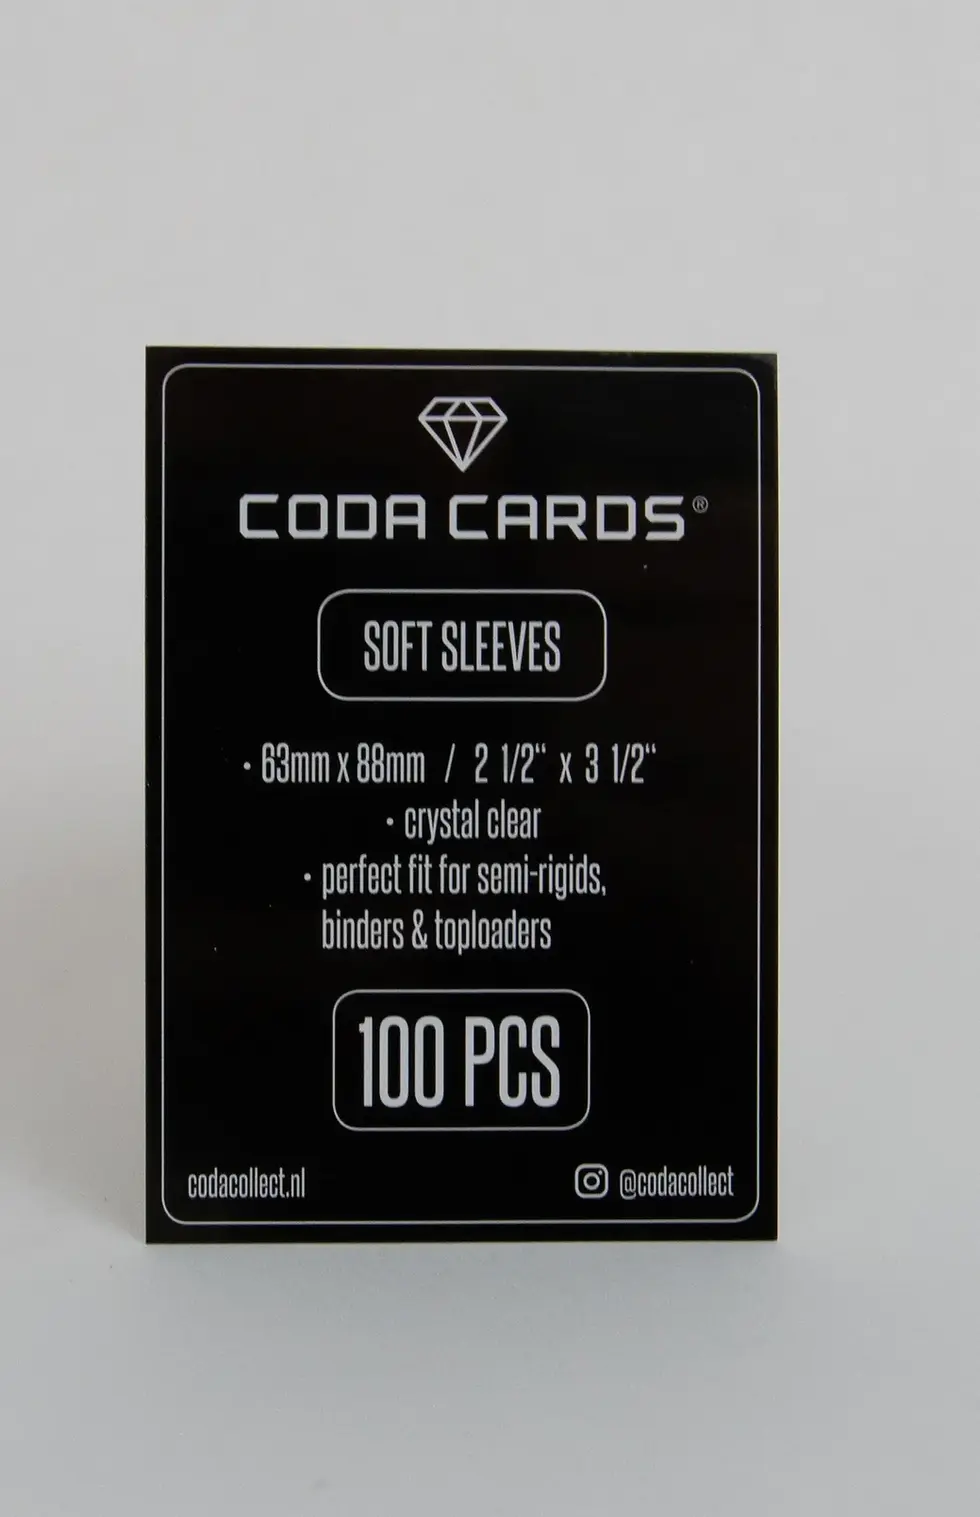 CODA CARDS®
SOFT SLEEVES
• 63mm x 88mm / 2 1/2“ x 3 1/2“
• crystal clear
• perfect fit for semi-rigids,
binders & toploaders
100 PCS
codacollect.nl
@codacollect